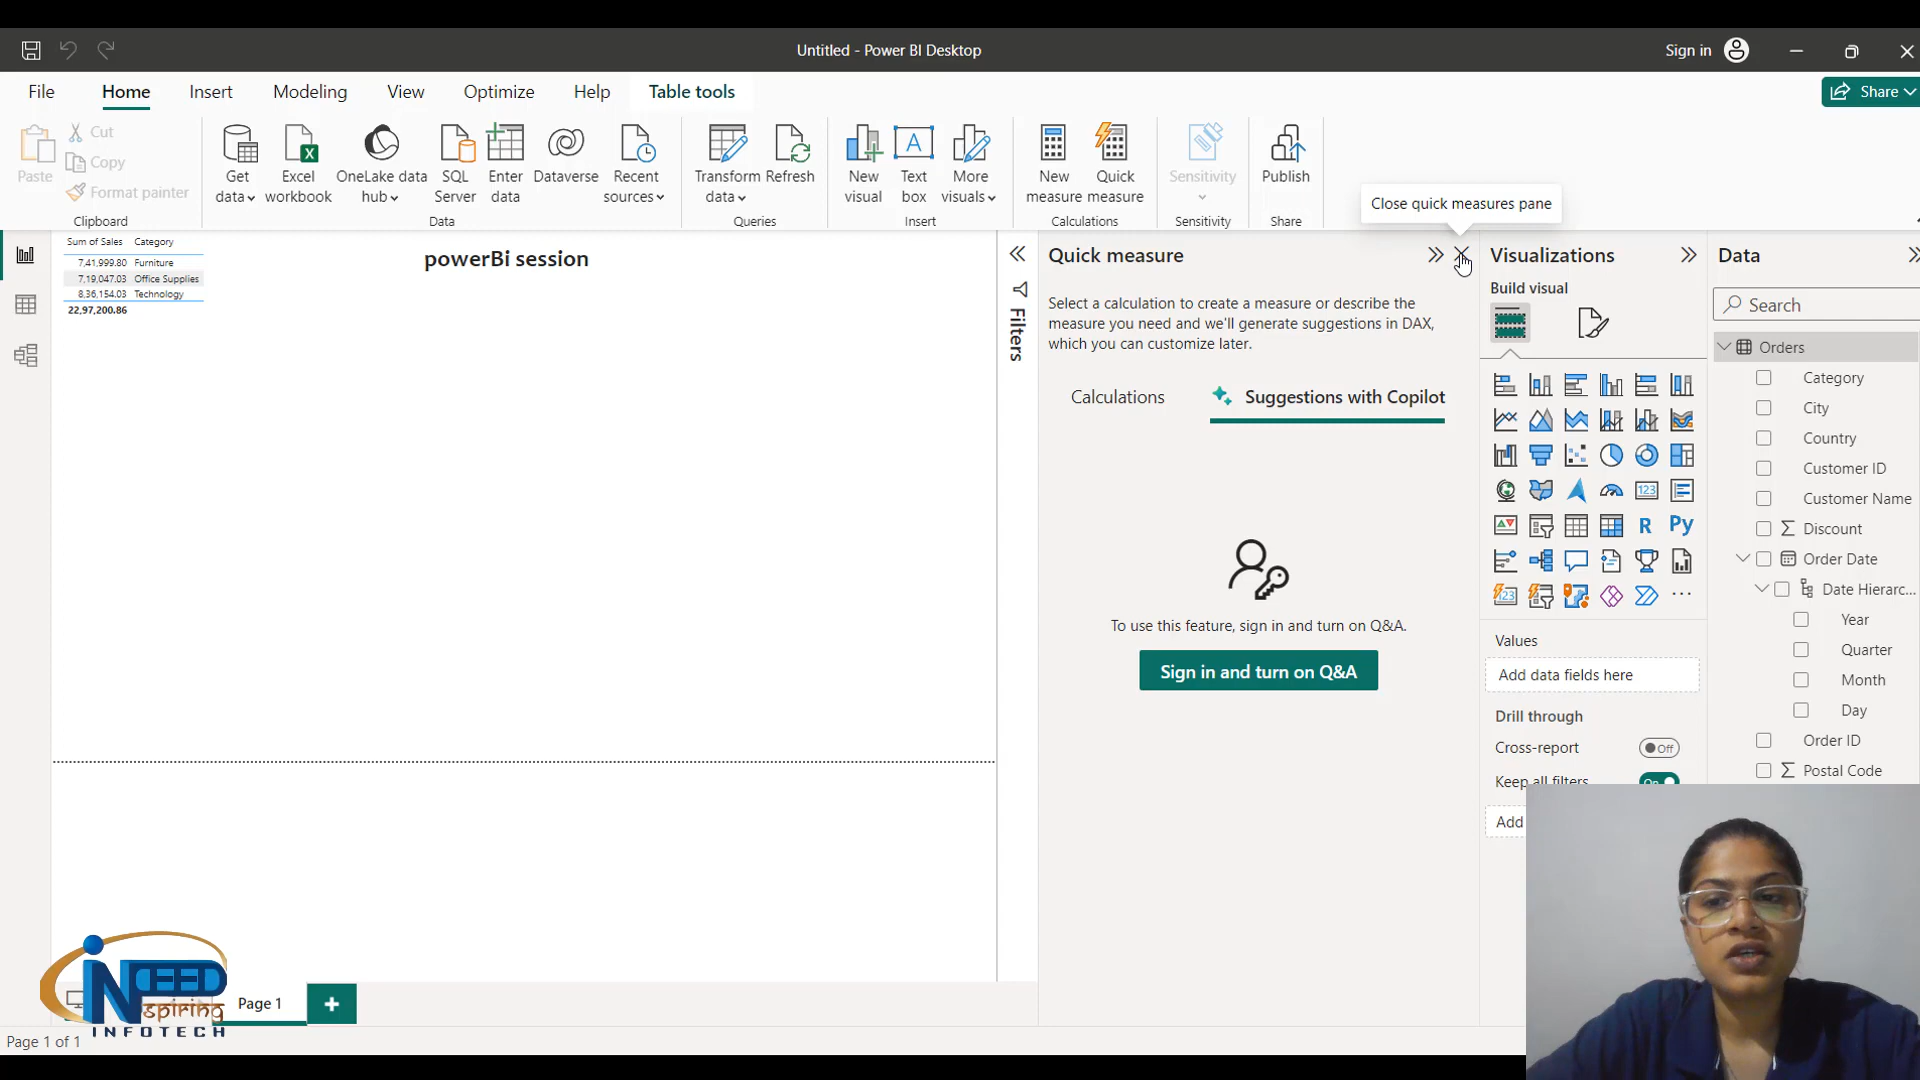 Untitled - Power BI Desktop
Sign in
File
Home
Insert
Modeling
View
Optimize
Help
Table tools
Share
Paste
Cut
Copy
Format painter
Clipboard
Get
data
Excel
workbook
OneLake data
hub
SQL
Server
Enter
data
Dataverse
Recent
sources
Data
Transform
data
Refresh
Queries
New
visual
Text
box
More
visuals
Insert
New
measure
Quick
measure
Calculations
Sensitivity
Sensitivity
Publish
Share
Close quick measures pane
Sum of Sales Category
7,41,999.80 Furniture
7,19,047.03 Office Supplies
8,36,154.03 Technology
22,97,200.86
powerBi session
Filters
Quick measure
Select a calculation to create a measure or describe the
measure you need and we'll generate suggestions in DAX,
which you can customize later.
Calculations
Suggestions with Copilot
To use this feature, sign in and turn on Q&A.
Sign in and turn on Q&A
Visualizations
Build visual
123
R
Py
123
Values
Add data fields here
Drill through
Cross-report
Off
Keep all filters
On
Add
Data
Search
Orders
Category
City
Country
Customer ID
Customer Name
Discount
Order Date
Date Hierarc...
Year
Quarter
Month
Day
Order ID
Postal Code
iNEED
Nspiring
INFOTECH
Page 1
Page 1 of 1